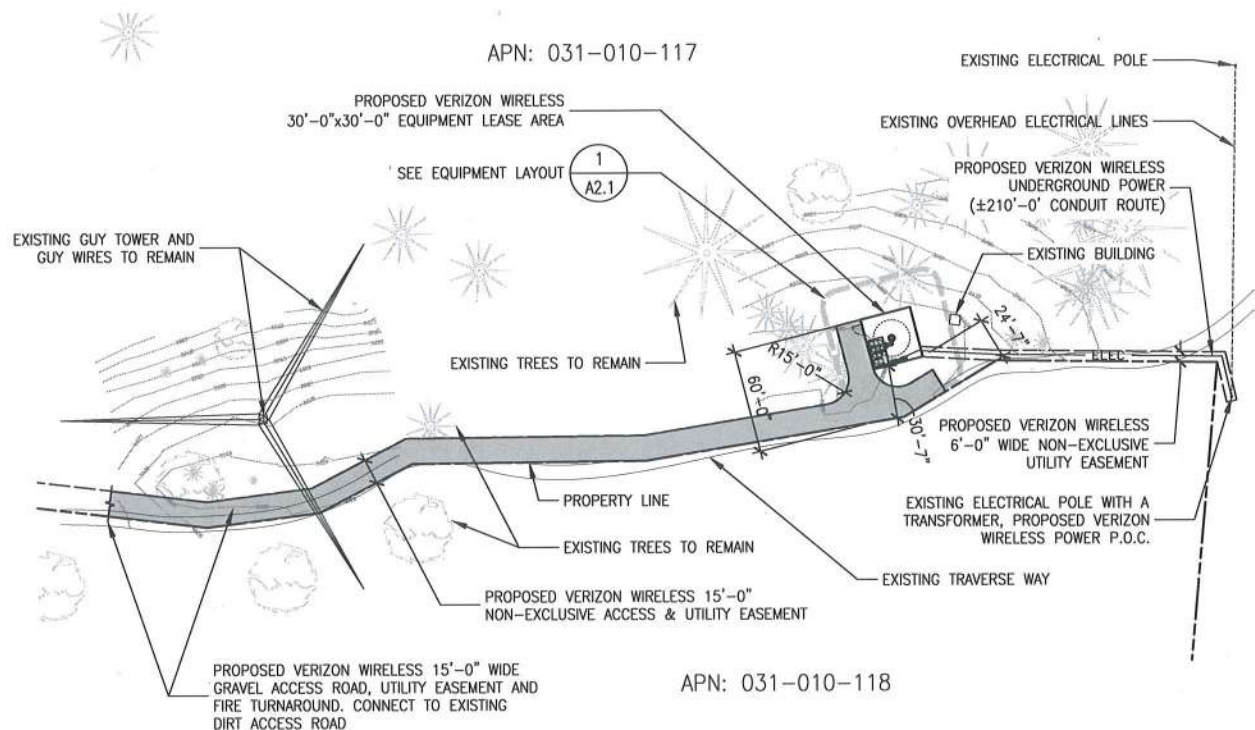 APN: 031-010-117
EXISTING ELECTRICAL POLE
PROPOSED VERIZON WIRELESS
30'-0"x30'-0" EQUIPMENT LEASE AREA
EXISTING OVERHEAD ELECTRICAL LINES
SEE EQUIPMENT LAYOUT
1
A2.1
PROPOSED VERIZON WIRELESS
UNDERGROUND POWER
(±210'-0' CONDUIT ROUTE)
EXISTING GUY TOWER AND
GUY WIRES TO REMAIN
EXISTING BUILDING
24'-7"
EXISTING TREES TO REMAIN
R15'-0"
60'-0"
ELEC
30'-7"
PROPOSED VERIZON WIRELESS
6'-0" WIDE NON-EXCLUSIVE
UTILITY EASEMENT
PROPERTY LINE
EXISTING ELECTRICAL POLE WITH A
TRANSFORMER, PROPOSED VERIZON
WIRELESS POWER P.O.C.
EXISTING TREES TO REMAIN
EXISTING TRAVERSE WAY
PROPOSED VERIZON WIRELESS 15'-0"
NON-EXCLUSIVE ACCESS & UTILITY EASEMENT
PROPOSED VERIZON WIRELESS 15'-0" WIDE
GRAVEL ACCESS ROAD, UTILITY EASEMENT AND
FIRE TURNAROUND. CONNECT TO EXISTING
DIRT ACCESS ROAD
APN: 031-010-118